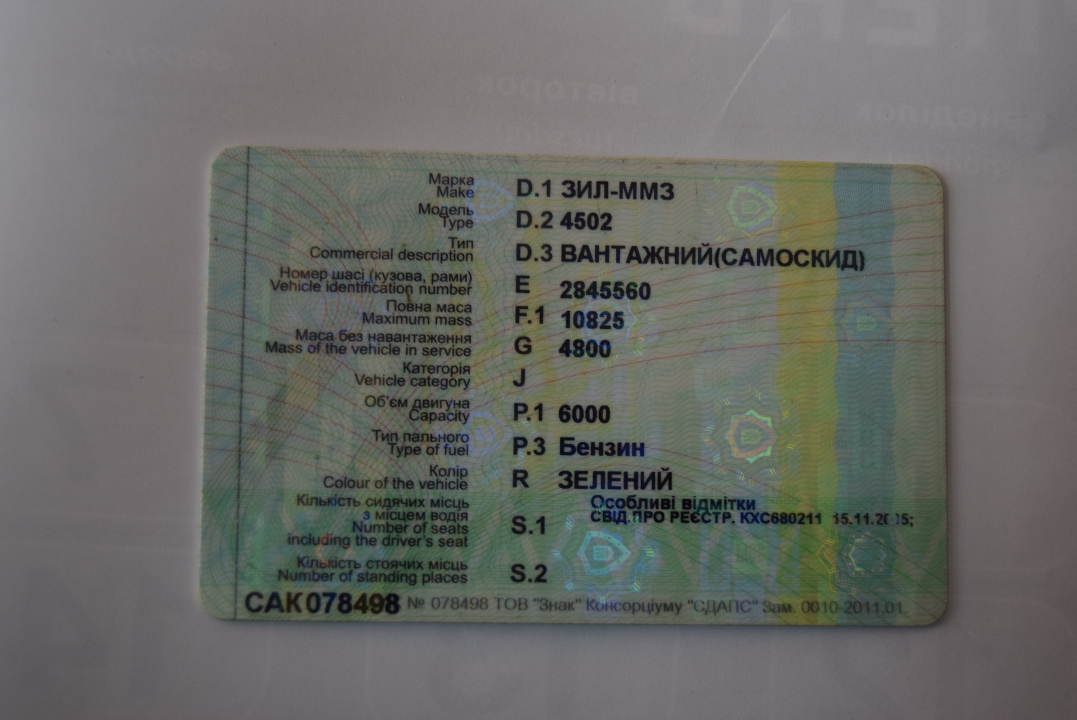 вівторок
Марка
Make
D.1 ЗИЛ-ММЗ
Модель
Type
D.2 4502
Тип
Commercial description
D.3 ВАНТАЖНИЙ(САМОСКИД)
Номер шасі (кузова, рами)
Vehicle identification number
E 2845560
Повна маса
Maximum mass
F.1 10825
Маса без навантаження
Mass of the vehicle in service
G 4800
Категорія
Vehicle category
J
Об'єм двигуна
Capacity
P.1 6000
Тип пального
Type of fuel
P.3 Бензин
Колір
Colour of the vehicle
R ЗЕЛЕНИЙ
Кількість сидячих місць
з місцем водія
Number of seats
including the driver's seat
S.1
Особливі відмітки
СВІД.ПРО РЕЄСТР. КХС680211
Кількість стоячих місць
Number of standing places
S.2
САК078498 № 078498 ТОВ "Знак" Консорціуму "ЄДАПС" Зам. 0010-2011.01.